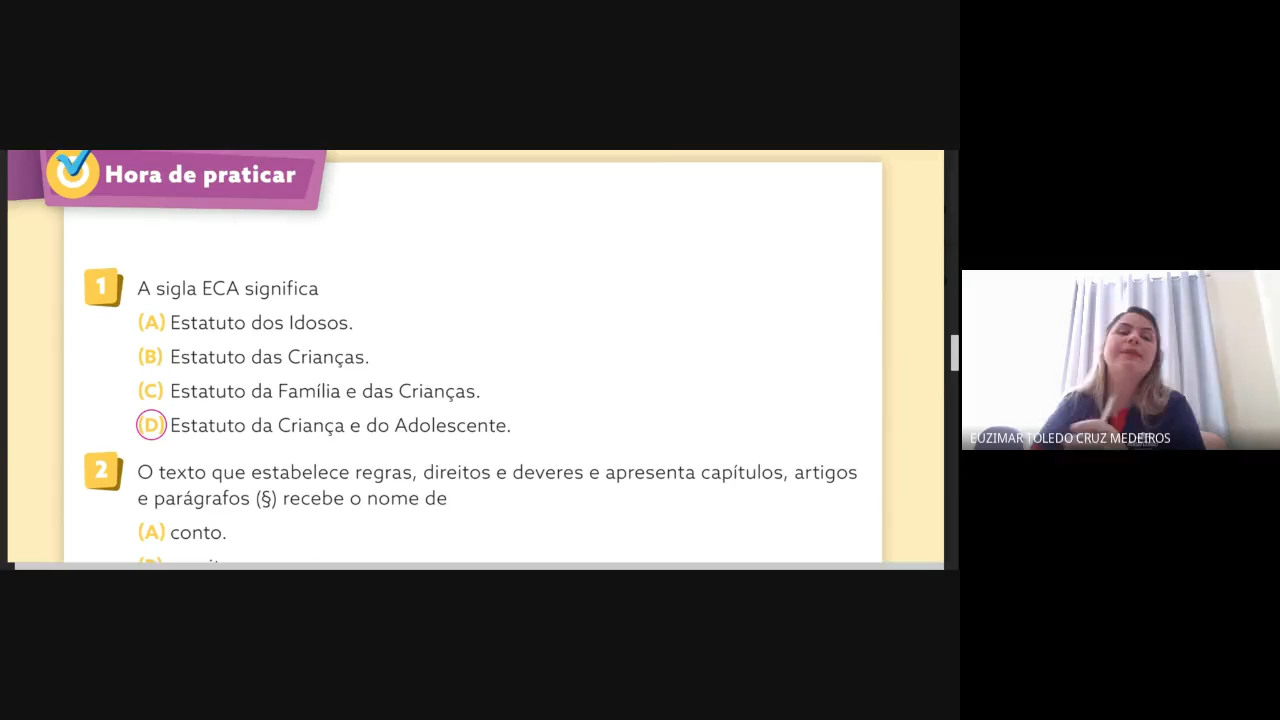 Hora de praticar
1 A sigla ECA significa
(A) Estatuto dos Idosos.
(B) Estatuto das Crianças.
(C) Estatuto da Família e das Crianças.
(D) Estatuto da Criança e do Adolescente.
2 O texto que estabelece regras, direitos e deveres e apresenta capítulos, artigos
e parágrafos (§) recebe o nome de
(A) conto.
EUZIMAR TOLEDO CRUZ MEDEIROS